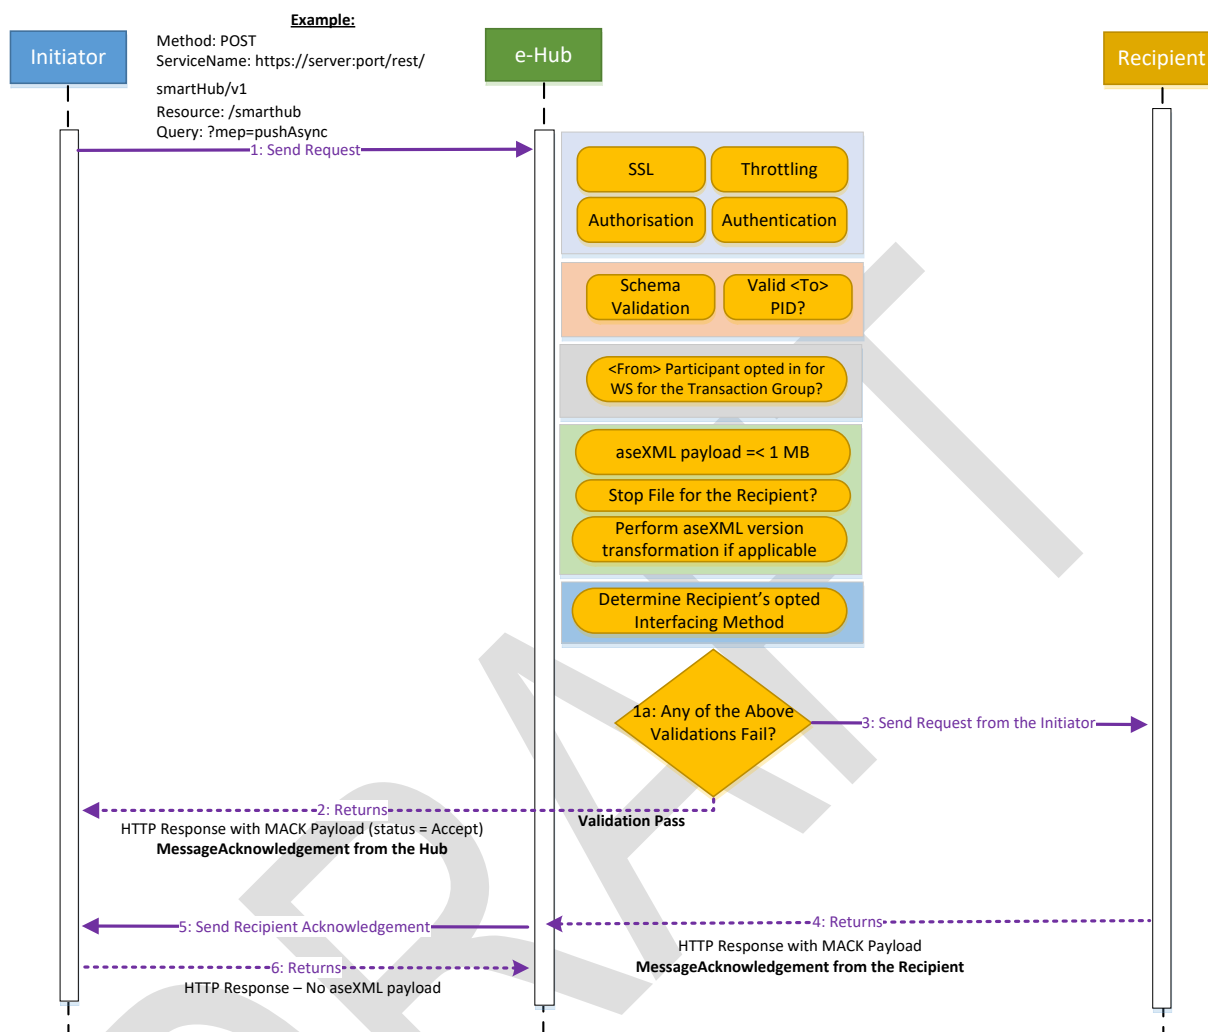 Example:
Method: POST
ServiceName: https://server:port/rest/
smartHub/v1
Resource: /smarthub
Query: ?mep=pushAsync
Initiator
e-Hub
Recipient
1: Send Request
SSL
Throttling
Authorisation
Authentication
Schema
Validation
Valid <To>
PID?
<From> Participant opted in for
WS for the Transaction Group?
aseXML payload =< 1 MB
Stop File for the Recipient?
Perform aseXML version
transformation if applicable
Determine Recipient's opted
Interfacing Method
1a: Any of the Above
Validations Fail?
3: Send Request from the Initiator
2: Returns
HTTP Response with MACK Payload (status = Accept)
MessageAcknowledgement from the Hub
Validation Pass
5: Send Recipient Acknowledgement
4: Returns
HTTP Response with MACK Payload
MessageAcknowledgement from the Recipient
6: Returns
HTTP Response – No aseXML payload
DRAFT